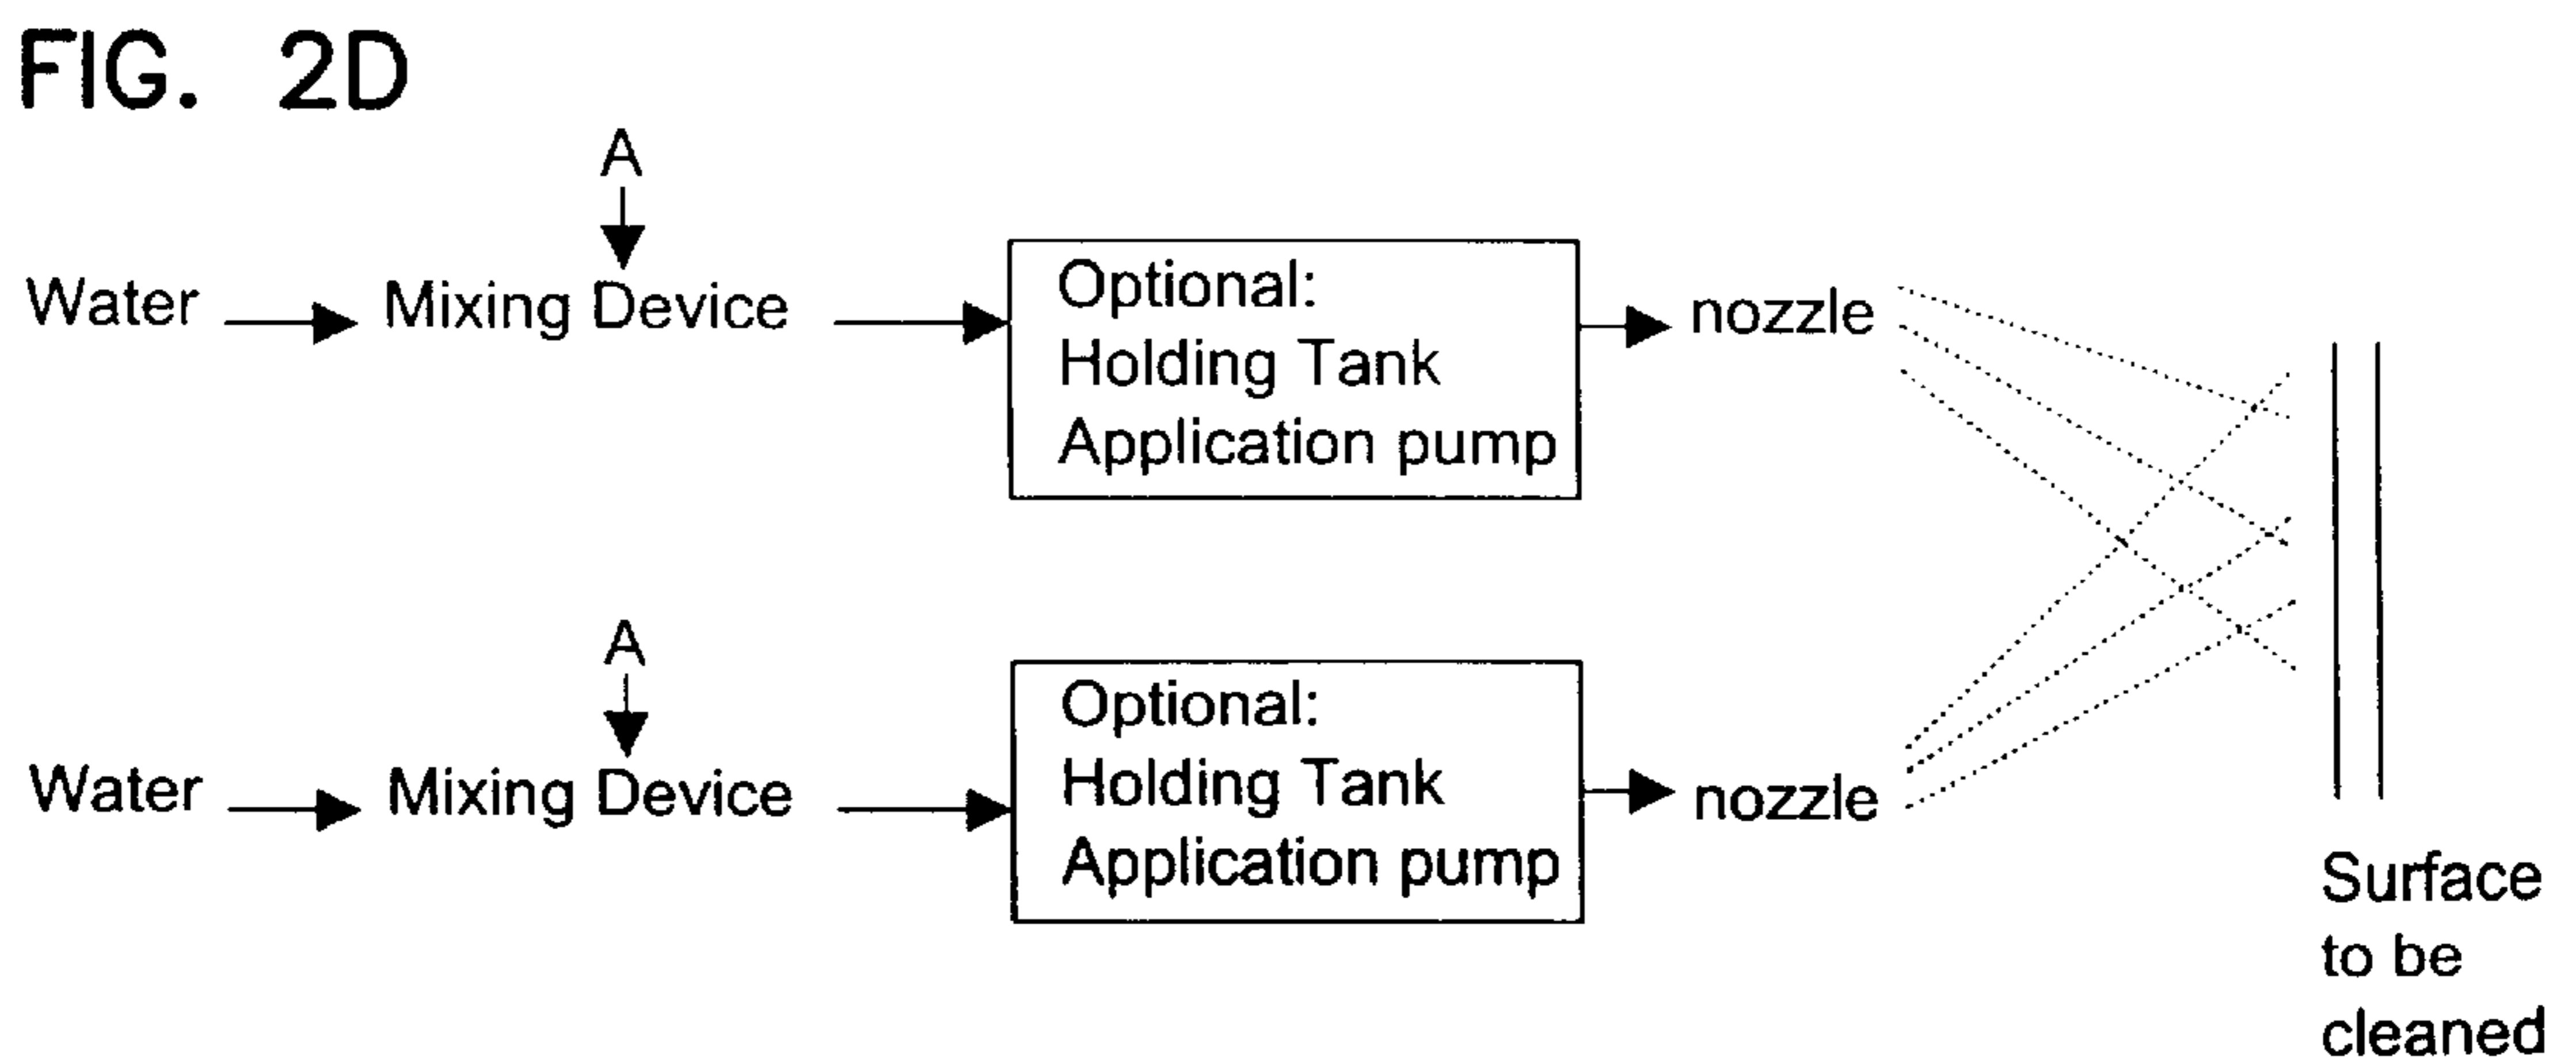 FIG. 2D
A
Water Mixing Device
Optional:
Holding Tank
Application pump
nozzle
A
Water Mixing Device
Optional:
Holding Tank
Application pump
nozzle
Surface
to be
cleaned